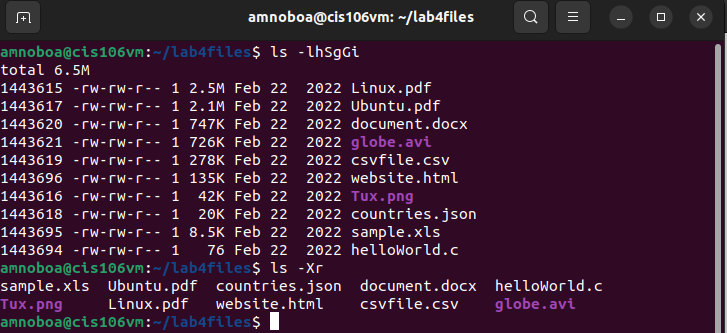 amnoboa@cis106vm: ~/lab4files
amnoboa@cis106vm:~/lab4files$ ls -lhSgGi
total 6.5M
1443615 -rw-rw-r-- 1 2.5M Feb 22  2022 Linux.pdf
1443617 -rw-rw-r-- 1 2.1M Feb 22  2022 Ubuntu.pdf
1443620 -rw-rw-r-- 1 747K Feb 22  2022 document.docx
1443621 -rw-rw-r-- 1 726K Feb 22  2022 globe.avi
1443619 -rw-rw-r-- 1 278K Feb 22  2022 csvfile.csv
1443696 -rw-rw-r-- 1 135K Feb 22  2022 website.html
1443616 -rw-rw-r-- 1  42K Feb 22  2022 Tux.png
1443618 -rw-rw-r-- 1  20K Feb 22  2022 countries.json
1443695 -rw-rw-r-- 1 8.5K Feb 22  2022 sample.xls
1443694 -rw-rw-r-- 1   76 Feb 22  2022 helloWorld.c
amnoboa@cis106vm:~/lab4files$ ls -Xr
sample.xls  Ubuntu.pdf  countries.json  document.docx  helloWorld.c
Tux.png     Linux.pdf   website.html    csvfile.csv    globe.avi
amnoboa@cis106vm:~/lab4files$